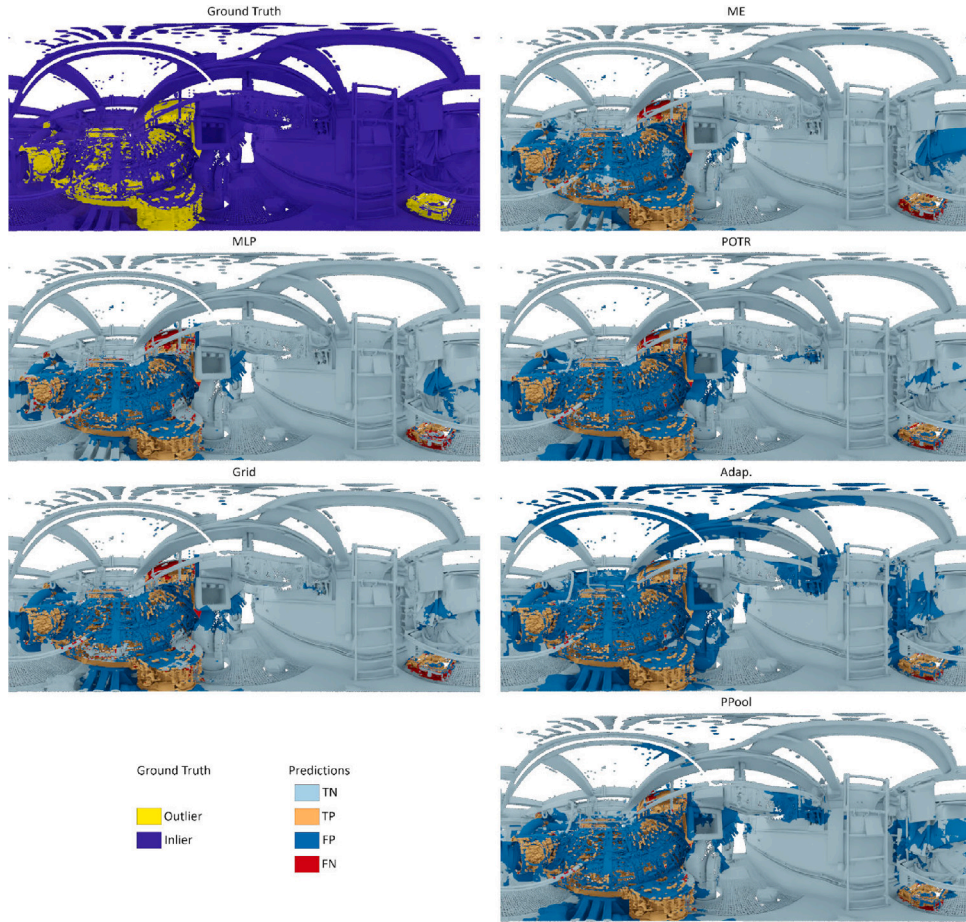 Ground Truth
ME
MLP
POTR
Grid
Adap.
PPool
Ground Truth
Outlier
Inlier
Predictions
TN
TP
FP
FN